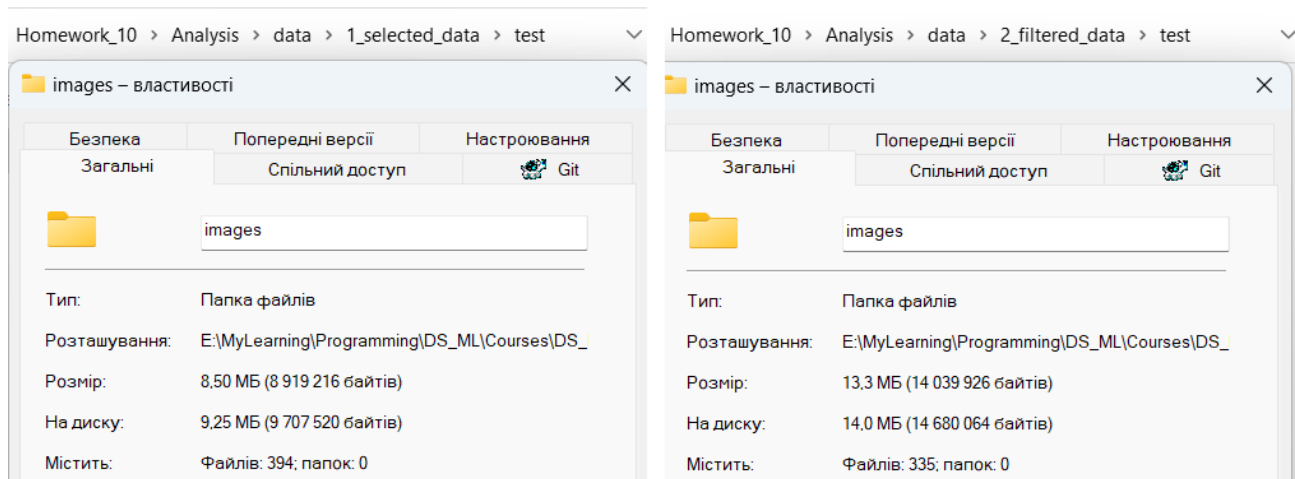 Homework_10 > Analysis > data > 1_selected_data > test
images – властивості
Безпека Попередні версії Настроювання
Загальні Спільний доступ Git
images
Тип: Папка файлів
Розташування: E:\MyLearning\Programming\DS_ML\Courses\DS_
Розмір: 8,50 МБ (8 919 216 байтів)
На диску: 9,25 МБ (9 707 520 байтів)
Містить: Файлів: 394; папок: 0
Homework_10 > Analysis > data > 2_filtered_data > test
images – властивості
Безпека Попередні версії Настроювання
Загальні Спільний доступ Git
images
Тип: Папка файлів
Розташування: E:\MyLearning\Programming\DS_ML\Courses\DS_
Розмір: 13,3 МБ (14 039 926 байтів)
На диску: 14,0 МБ (14 680 064 байтів)
Містить: Файлів: 335; папок: 0